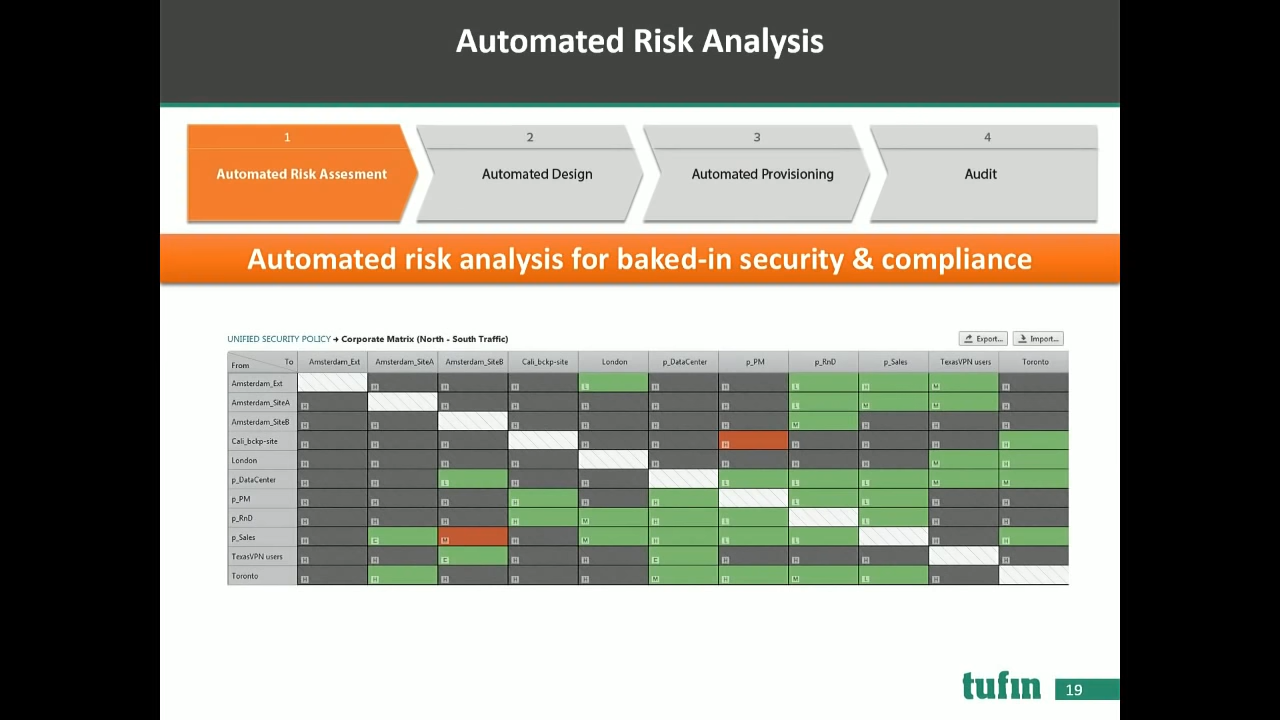 Automated Risk Analysis
1 2 3 4
Automated Risk Assesment Automated Design Automated Provisioning Audit
Automated risk analysis for baked-in security & compliance
UNIFIED SECURITY POLICY → Corporate Matrix (North - South Traffic) Export... Import...
From To Amsterdam_Ext Amsterdam_SiteA Amsterdam_SiteB Cali_bckp-site London p_DataCenter p_PM p_RnD p_Sales TexasVPN users Toronto
Amsterdam_Ext H H H L H H L H M H
Amsterdam_SiteA H H H H H H L M M H
Amsterdam_SiteB H H H H H H M H H H
Cali_bckp-site H H H H H H H H H H
London H H H H H H H H M H
p_DataCenter H H L H H L L L M M
p_PM H H H H H H L L H H
p_RnD H H H H M H L L H H
p_Sales H E M H M H L L H H
TexasVPN users H H E H H E H H H H
Toronto H H H H H M H M L H
tufin 19